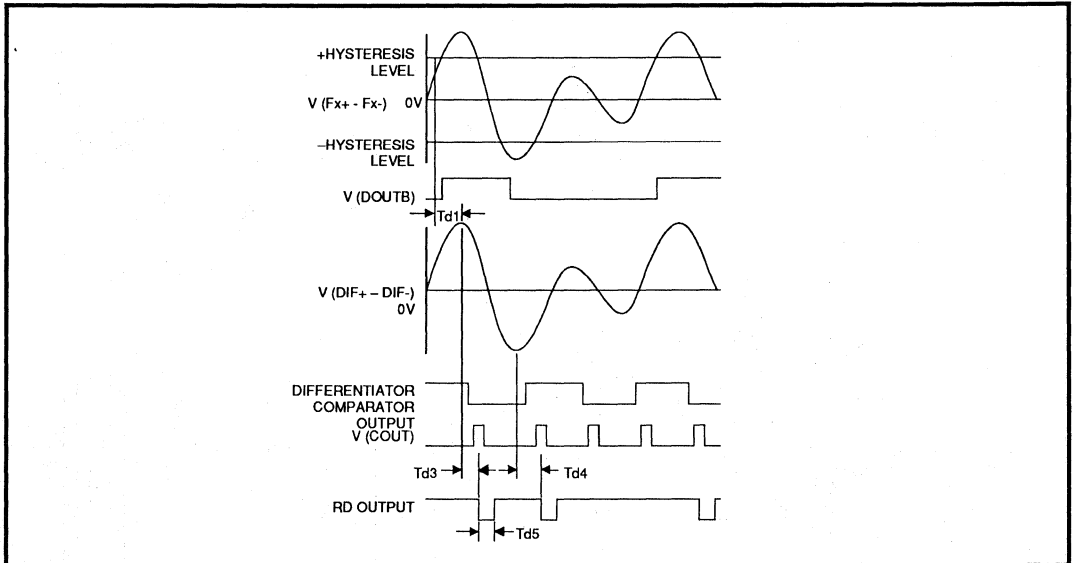 +HYSTERESIS
LEVEL
V (Fx+ - Fx-) 0V
–HYSTERESIS
LEVEL
V (DOUTB)
Td1
V (DIF+ – DIF-)
0V
DIFFERENTIATOR
COMPARATOR
OUTPUT
V (COUT)
Td3
Td4
RD OUTPUT
Td5